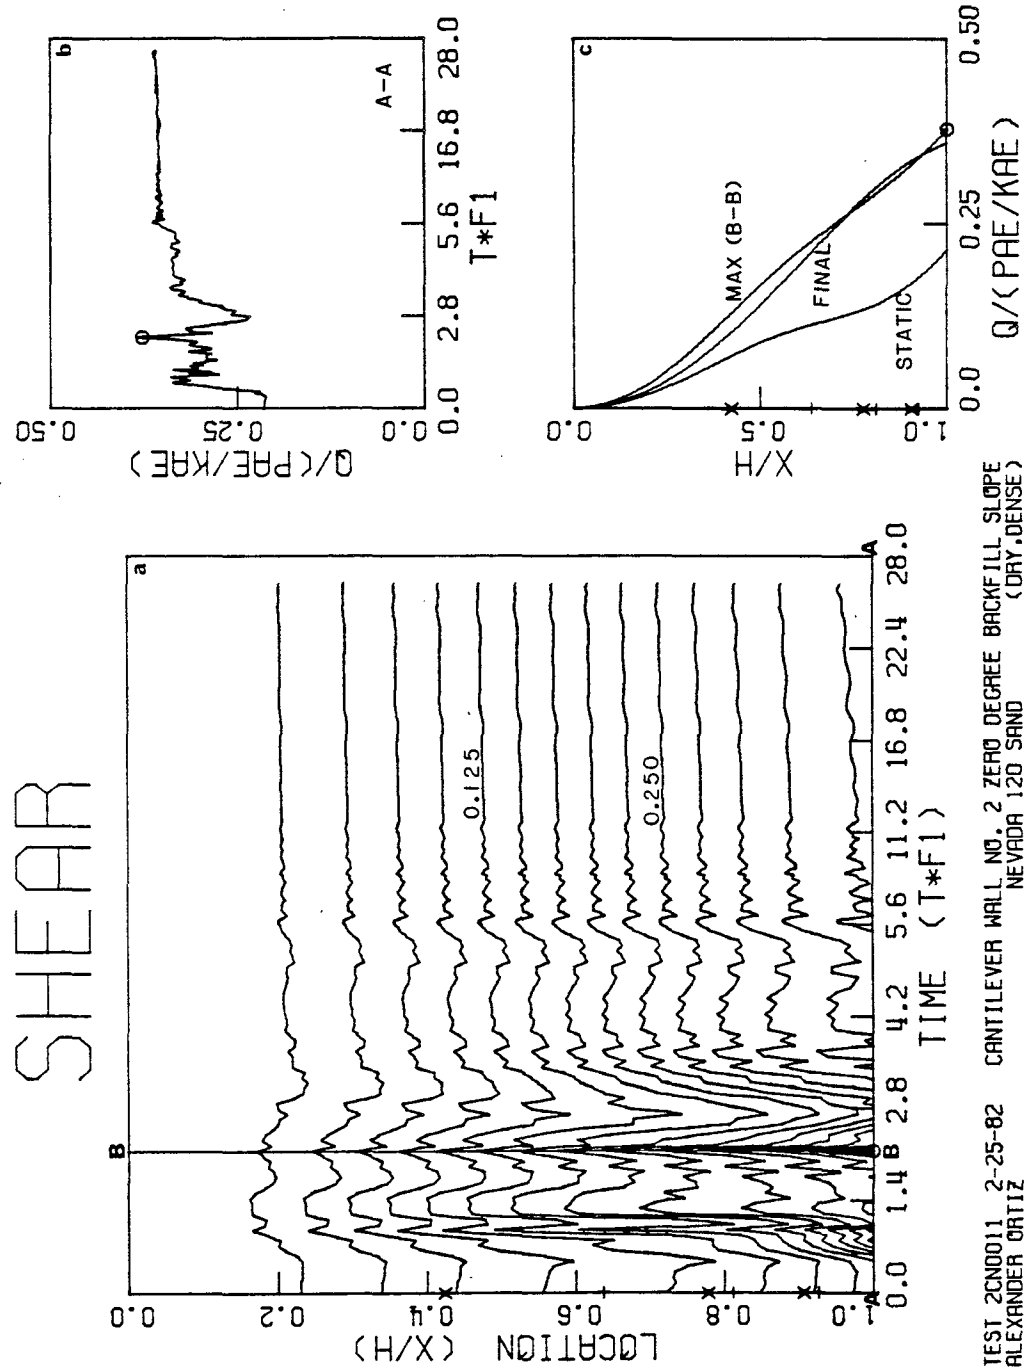 SHEAR
a
B
0.125
0.250
B
A
A
0.0
0.2
0.4
0.6
0.8
1.0
LOCATION (X/H)
0.0 1.4 2.8 4.2 5.6 11.2 16.8 22.4 28.0
TIME (T*F1)
b
A-A
0.50
0.25
0.0
Q/(PAE/KAE)
0.0 2.8 5.6 16.8 28.0
T*F1
c
MAX (B-B)
FINAL
STATIC
0.0
0.5
1.0
X/H
0.0 0.25 0.50
Q/(PAE/KAE)
TEST 2CN0011 2-25-82 CANTILEVER WALL NO. 2 ZERO DEGREE BACKFILL SLOPE
ALEXANDER ORTIZ NEVADA 120 SAND (DRY,DENSE)